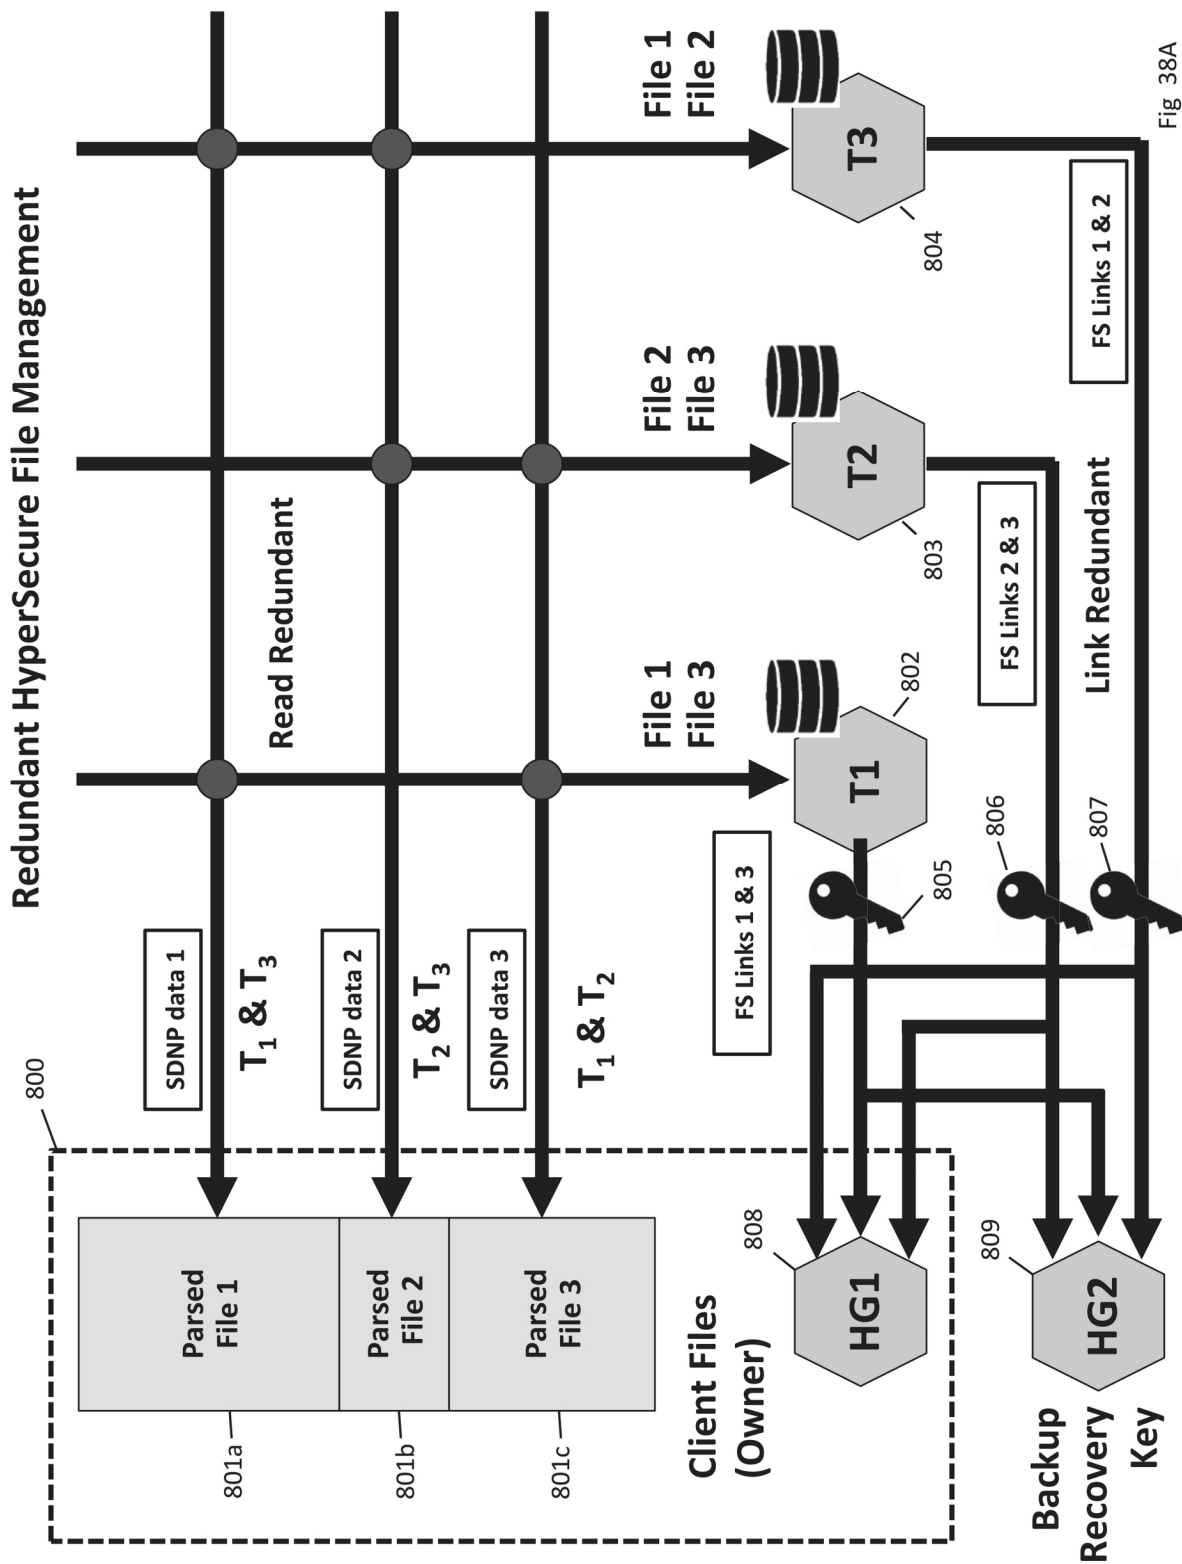 Redundant HyperSecure File Management
800
SDNP data 1
T₁ & T₃
Read Redundant
SDNP data 2
T₂ & T₃
SDNP data 3
T₁ & T₂
Parsed
File 1
Parsed
File 2
Parsed
File 3
801a
801b
801c
Client Files
(Owner)
File 1
File 3
File 2
File 3
File 1
File 2
T1
802
T2
803
T3
804
FS Links 1 & 3
805
FS Links 2 & 3
806
FS Links 1 & 2
807
Link Redundant
808
HG1
809
HG2
Backup
Recovery
Key
Fig 38A